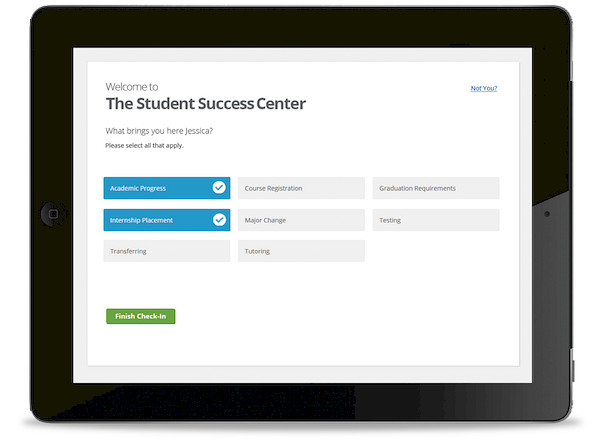 Welcome to
Not You?
The Student Success Center
What brings you here Jessica?
Please select all that apply.
Academic Progress
Course Registration
Graduation Requirements
Internship Placement
Major Change
Testing
Transferring
Tutoring
Finish Check-In